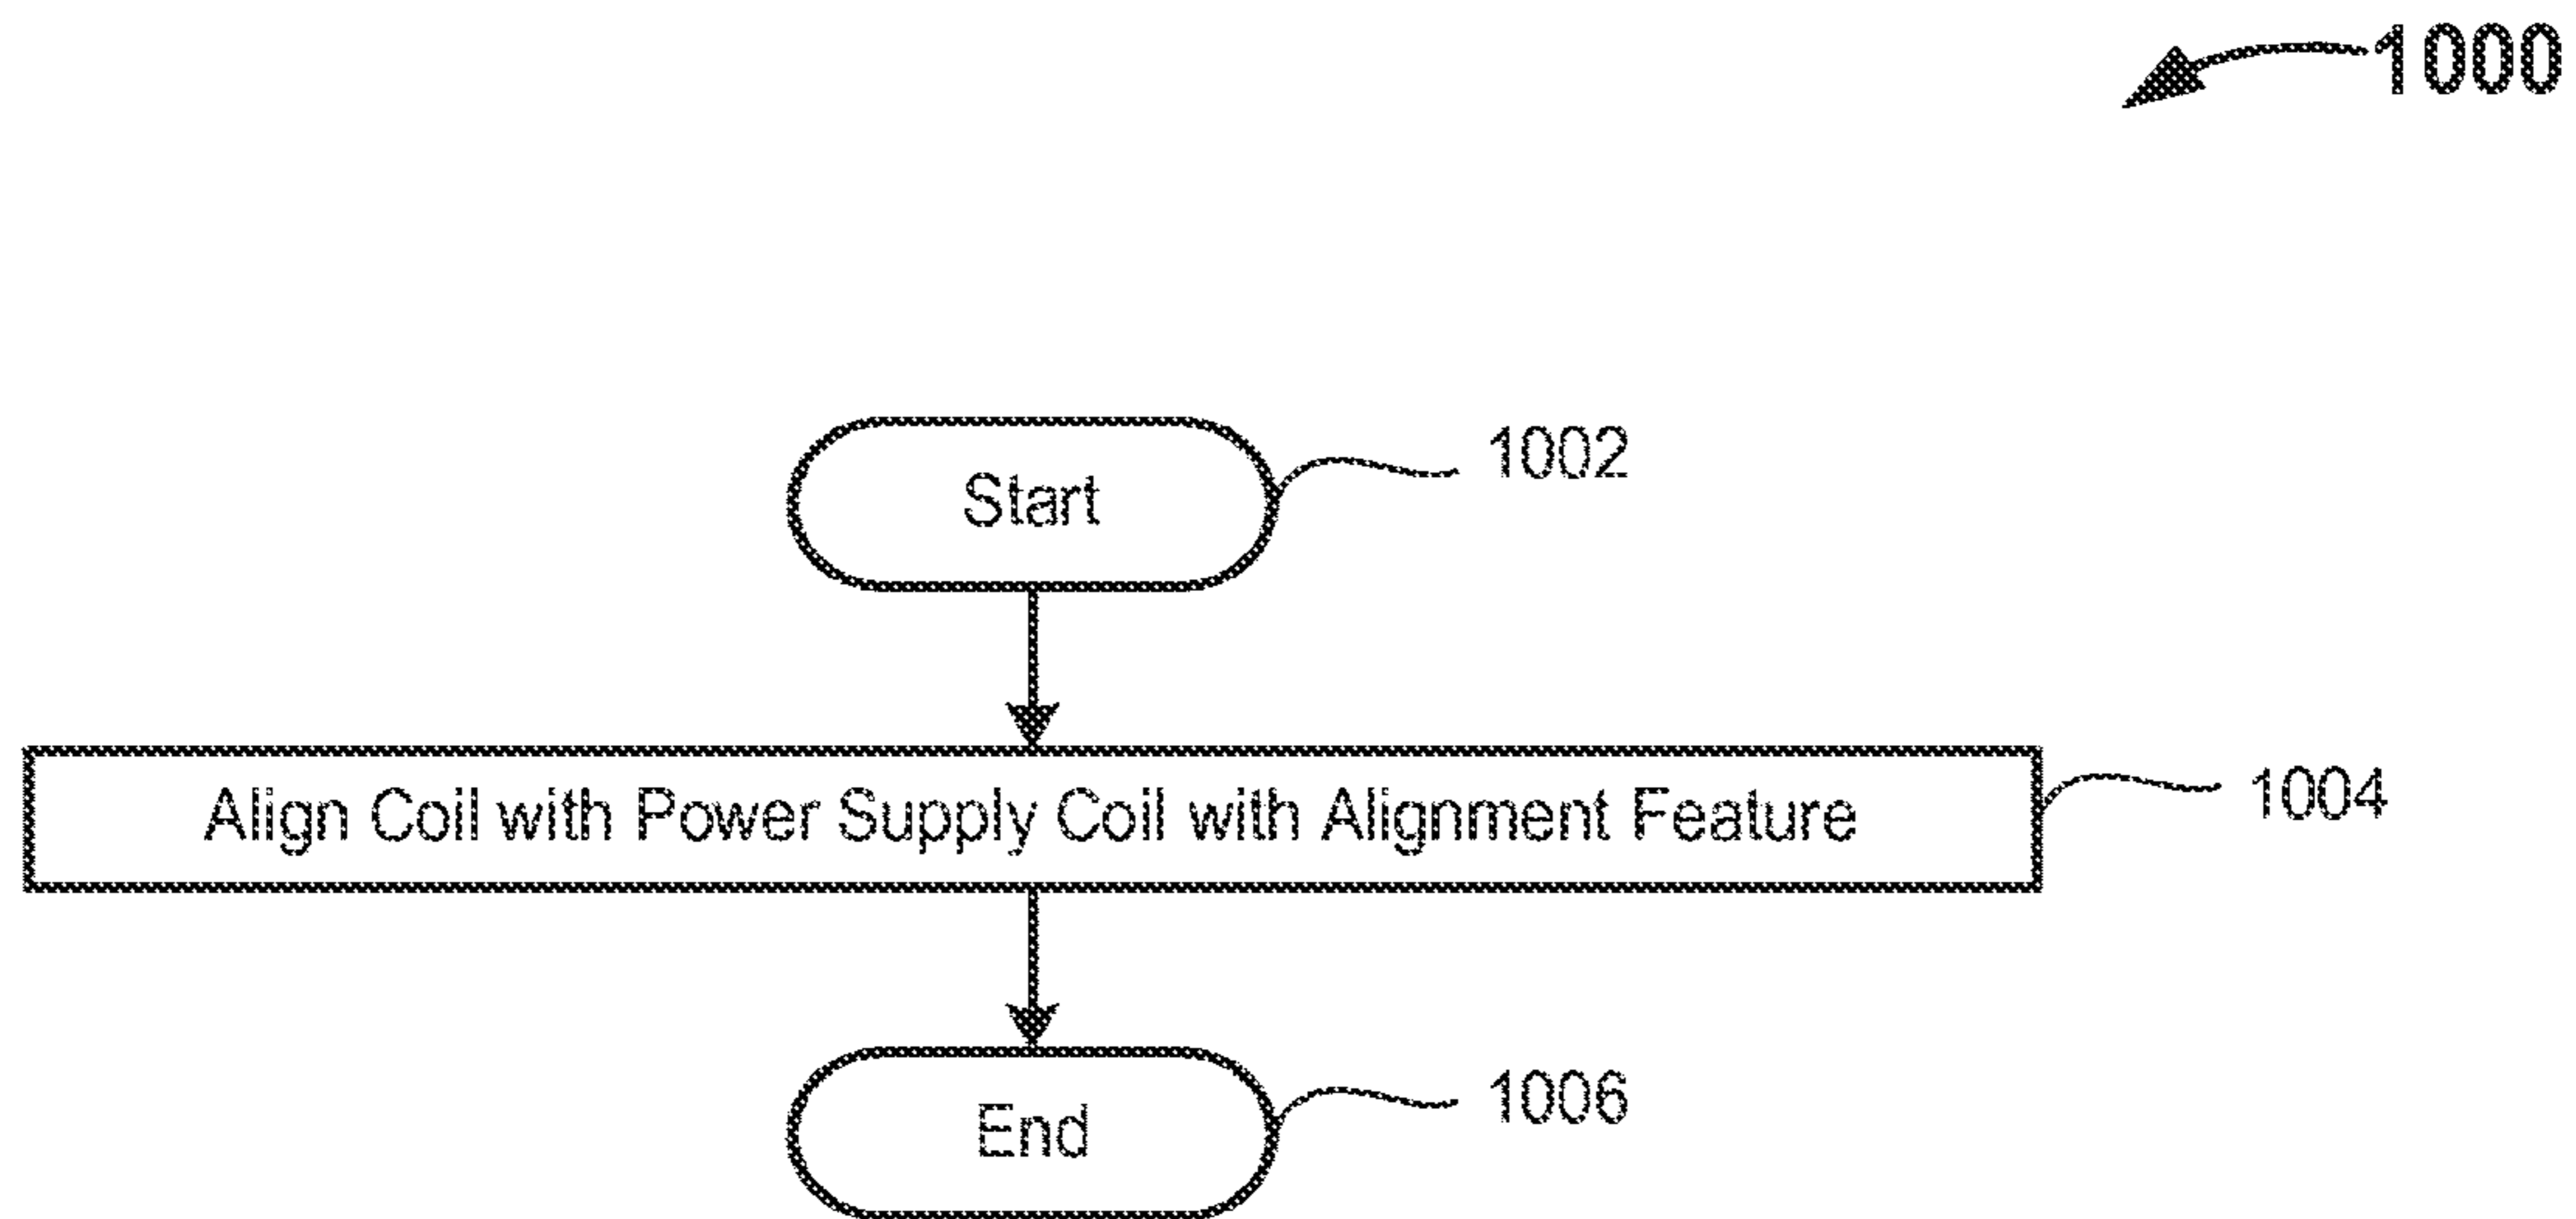 1000
Start
1002
Align Coil with Power Supply Coil with Alignment Feature
1004
End
1006